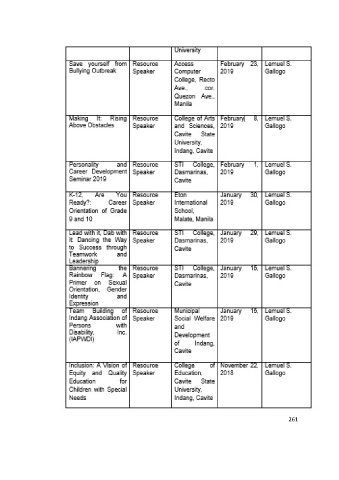 University
Save yourself from Bullying Outbreak | Resource Speaker | Access Computer College, Recto Ave., cor. Quezon Ave., Manila | February 23, 2019 | Lemuel S. Gallogo
Making It: Rising Above Obstacles | Resource Speaker | College of Arts and Sciences, Cavite State University, Indang, Cavite | February 8, 2019 | Lemuel S. Gallogo
Personality and Career Development Seminar 2019 | Resource Speaker | STI College, Dasmarinas, Cavite | February 1, 2019 | Lemuel S. Gallogo
K-12, Are You Ready?: Career Orientation of Grade 9 and 10 | Resource Speaker | Eton International School, Malate, Manila | January 30, 2019 | Lemuel S. Gallogo
Lead with it, Dab with it: Dancing the Way to Success through Teamwork and Leadership | Resource Speaker | STI College, Dasmarinas, Cavite | January 29, 2019 | Lemuel S. Gallogo
Bannering the Rainbow Flag: A Primer on Sexual Orientation, Gender Identity and Expression | Resource Speaker | STI College, Dasmarinas, Cavite | January 15, 2019 | Lemuel S. Gallogo
Team Building of Indang Association of Persons with Disability, Inc. (IAPWDI) | Resource Speaker | Municipal Social Welfare and Development of Indang, Cavite | January 15, 2019 | Lemuel S. Gallogo
Inclusion: A Vision of Equity and Quality Education for Children with Special Needs | Resource Speaker | College of Education, Cavite State University, Indang, Cavite | November 22, 2018 | Lemuel S. Gallogo
261